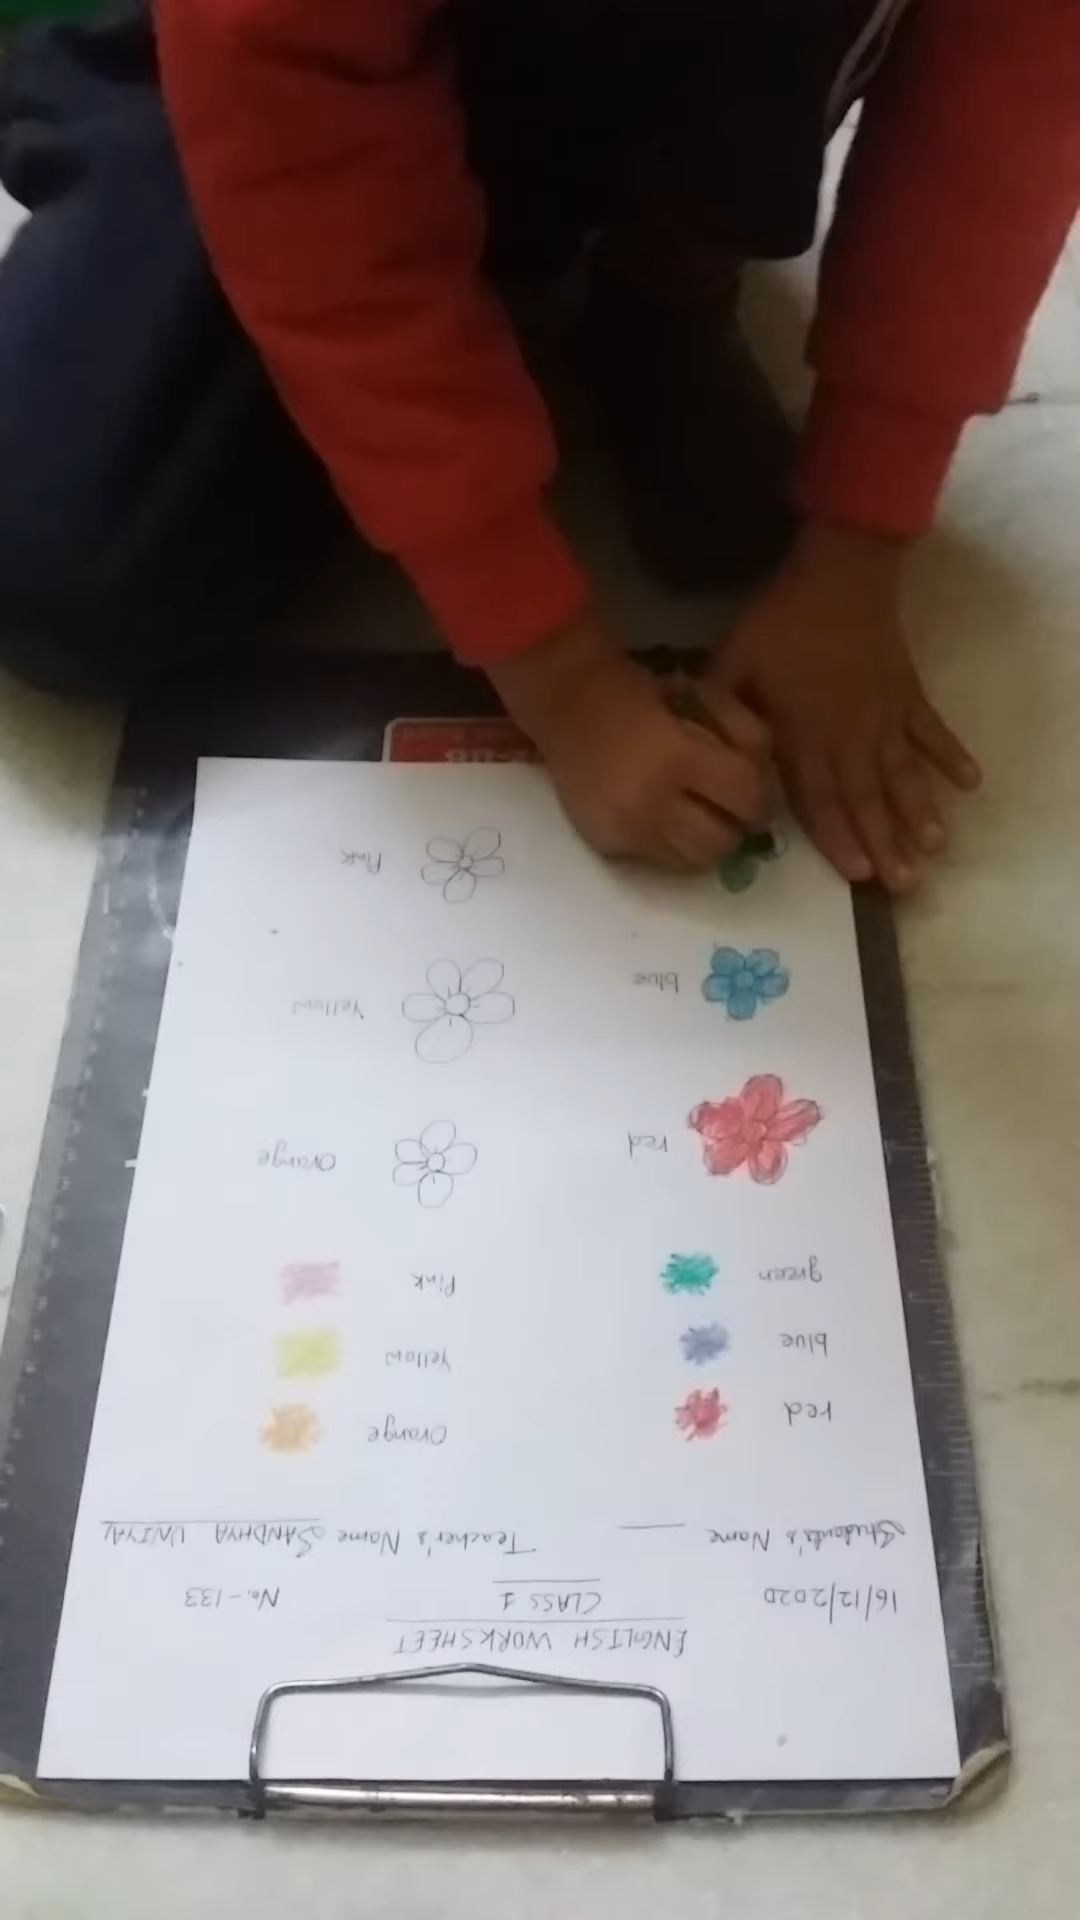 ENGLISH WORKSHEET
16/12/2020 CLASS 1 No.-133
Student's Name Teacher's Name SANDHYA UNIYAL
red Orange
blue Yellow
green Pink
red Orange
blue Yellow
Pink